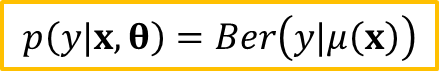 p(y|𝐱, 𝛉) = Ber(y|μ(𝐱))